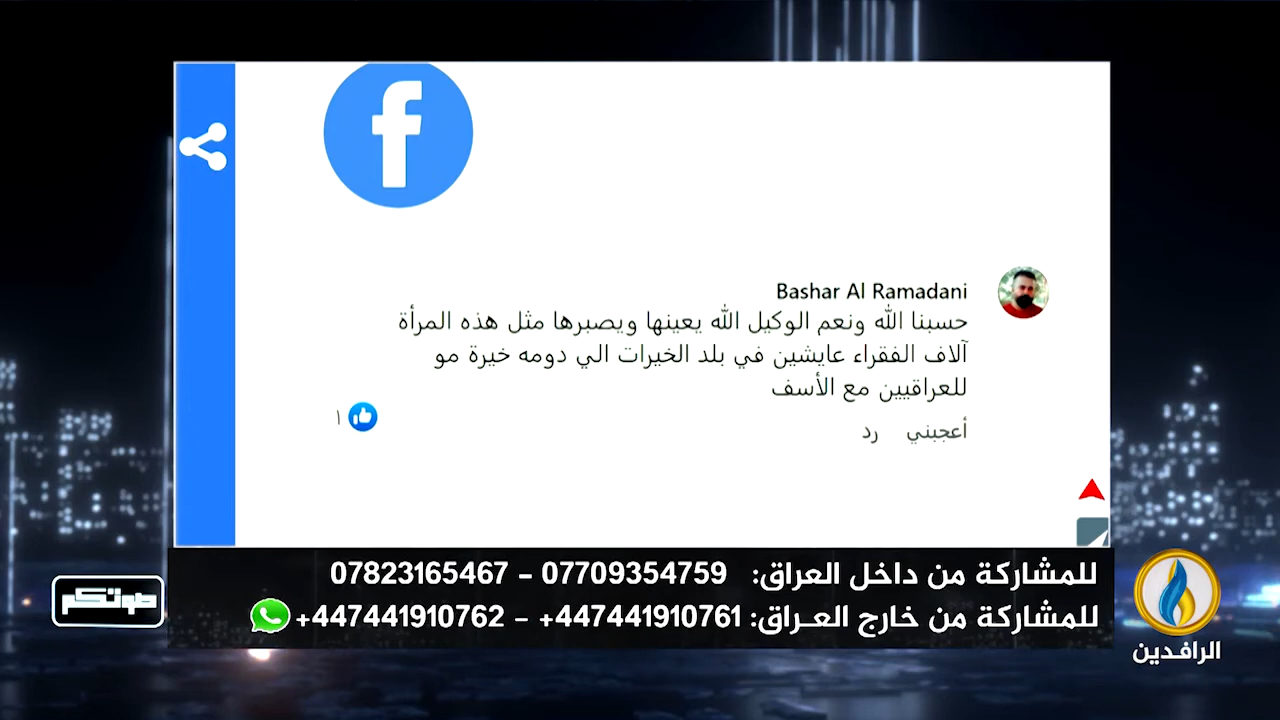 f
Bashar Al Ramadani
حسبنا الله ونعم الوكيل الله يعينها ويصبرها مثل هذه المرأة
آلاف الفقراء عايشين في بلد الخيرات الي دومه خيرة مو
للعراقيين مع الأسف
١
أعجبني رد
للمشاركة من داخل العراق: 07709354759 - 07823165467
للمشاركة من خارج العـراق: 447441910761+ - 447441910762+
صوتكم
الرافدين